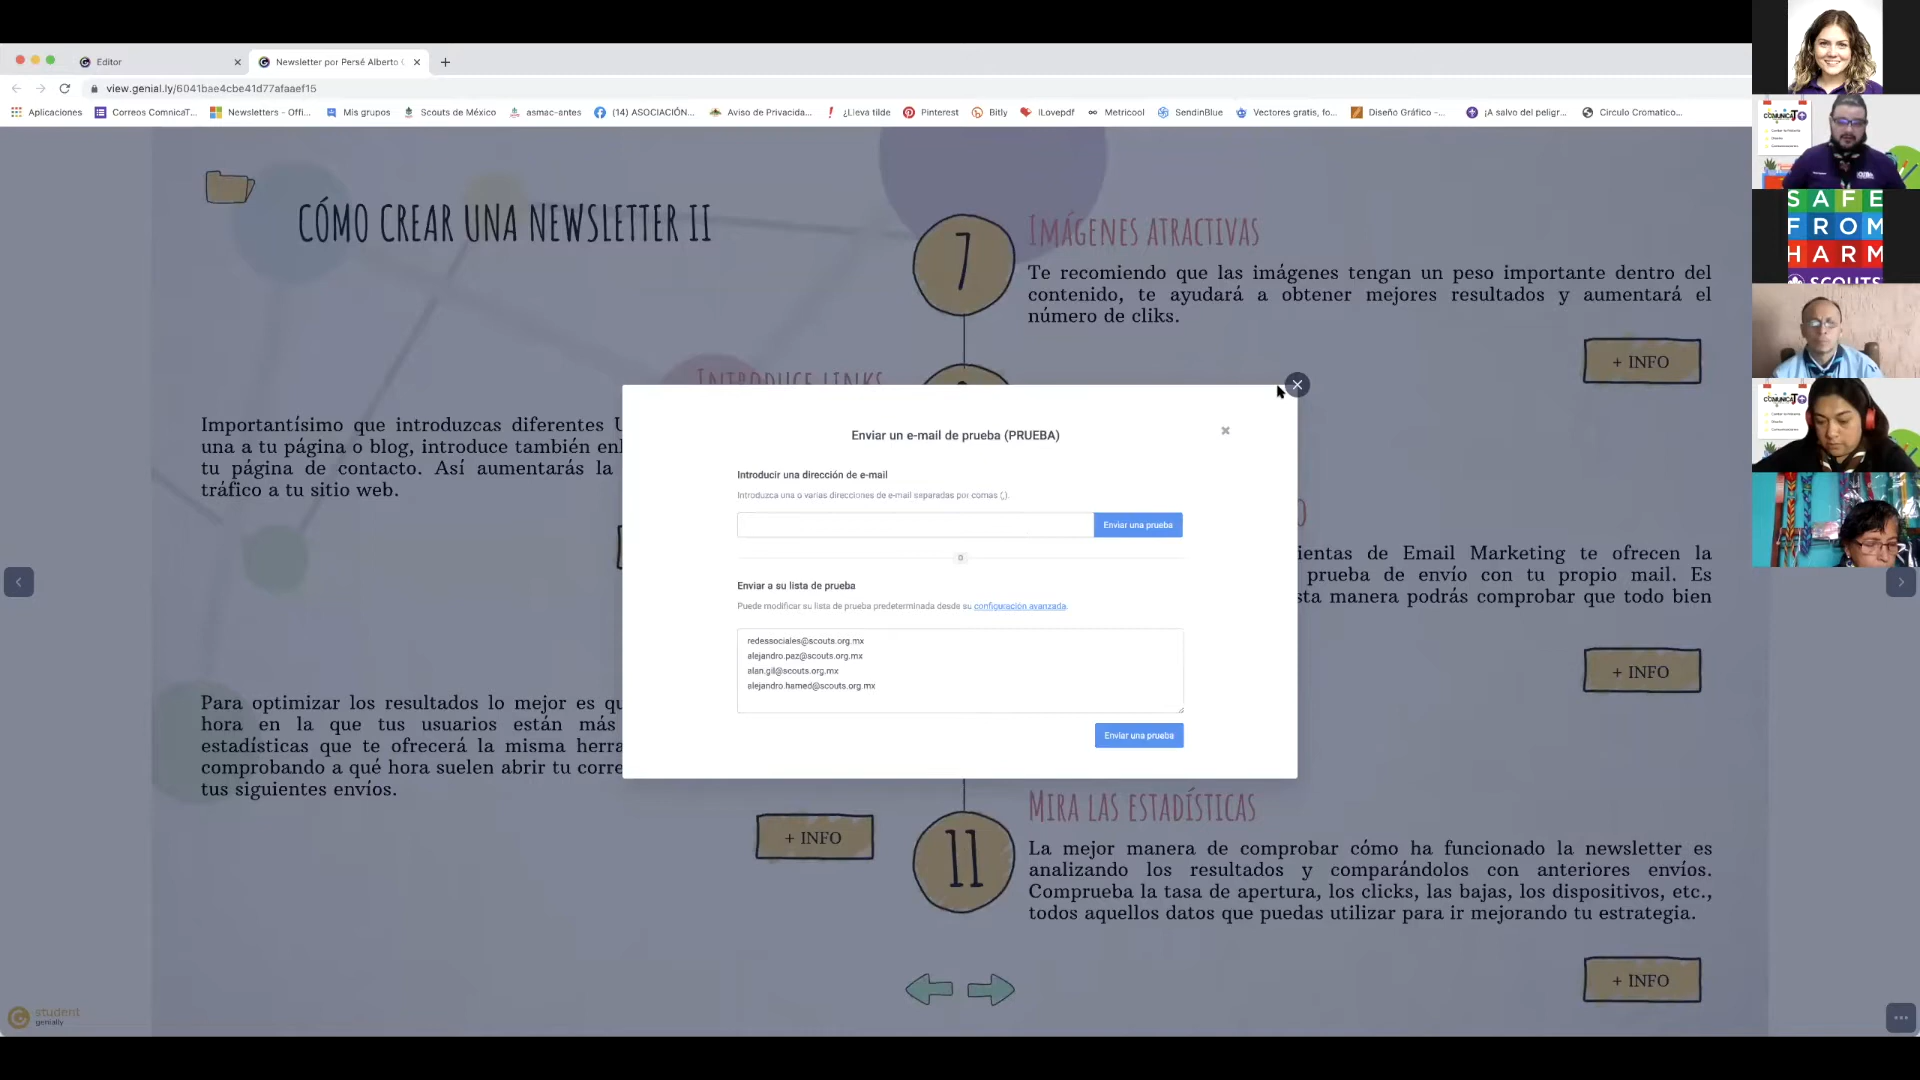 Editor
Newsletter por Persé Alberto
view.genial.ly/6041bae4cbe41d77afaaef15
Aplicaciones
Correos ComnicaT...
Newsletters - Offi...
Mis grupos
Scouts de México
asmac-antes
(14) ASOCIACIÓN...
Aviso de Privacida...
¿Lleva tilde
Pinterest
Bitly
ILovepdf
Metricool
SendinBlue
Vectores gratis, fo...
Diseño Gráfico -...
¡A salvo del peligr...
Circulo Cromatico...
CÓMO CREAR UNA NEWSLETTER II
7
IMÁGENES ATRACTIVAS
Te recomiendo que las imágenes tengan un peso importante dentro del
contenido, te ayudará a obtener mejores resultados y aumentará el
número de cliks.
+ INFO
INTRODUCE LINKS
Importantísimo que introduzcas diferentes
una a tu página o blog, introduce también
tu página de contacto. Así aumentarás la
tráfico a tu sitio web.
Enviar un e-mail de prueba (PRUEBA)
Introducir una dirección de e-mail
Introduzca una o varias direcciones de e-mail separadas por comas (,).
Enviar una prueba
o
Enviar a su lista de prueba
Puede modificar su lista de prueba predeterminada desde su configuración avanzada.
redessociales@scouts.org.mx
alejandro.paz@scouts.org.mx
alan.gil@scouts.org.mx
alejandro.hamed@scouts.org.mx
Enviar una prueba
ientas de Email Marketing te ofrecen la
prueba de envío con tu propio mail. Es
sta manera podrás comprobar que todo bien
+ INFO
Para optimizar los resultados lo mejor es
hora en la que tus usuarios están más
estadísticas que te ofrecerá la misma herra
comprobando a qué hora suelen abrir tu corre
tus siguientes envíos.
+ INFO
11
MIRA LAS ESTADÍSTICAS
La mejor manera de comprobar cómo ha funcionado la newsletter es
analizando los resultados y comparándolos con anteriores envíos.
Comprueba la tasa de apertura, los clicks, las bajas, los dispositivos, etc.,
todos aquellos datos que puedas utilizar para ir mejorando tu estrategia.
+ INFO
student
genially
SAFE
FROM
HARM
SCOUTS